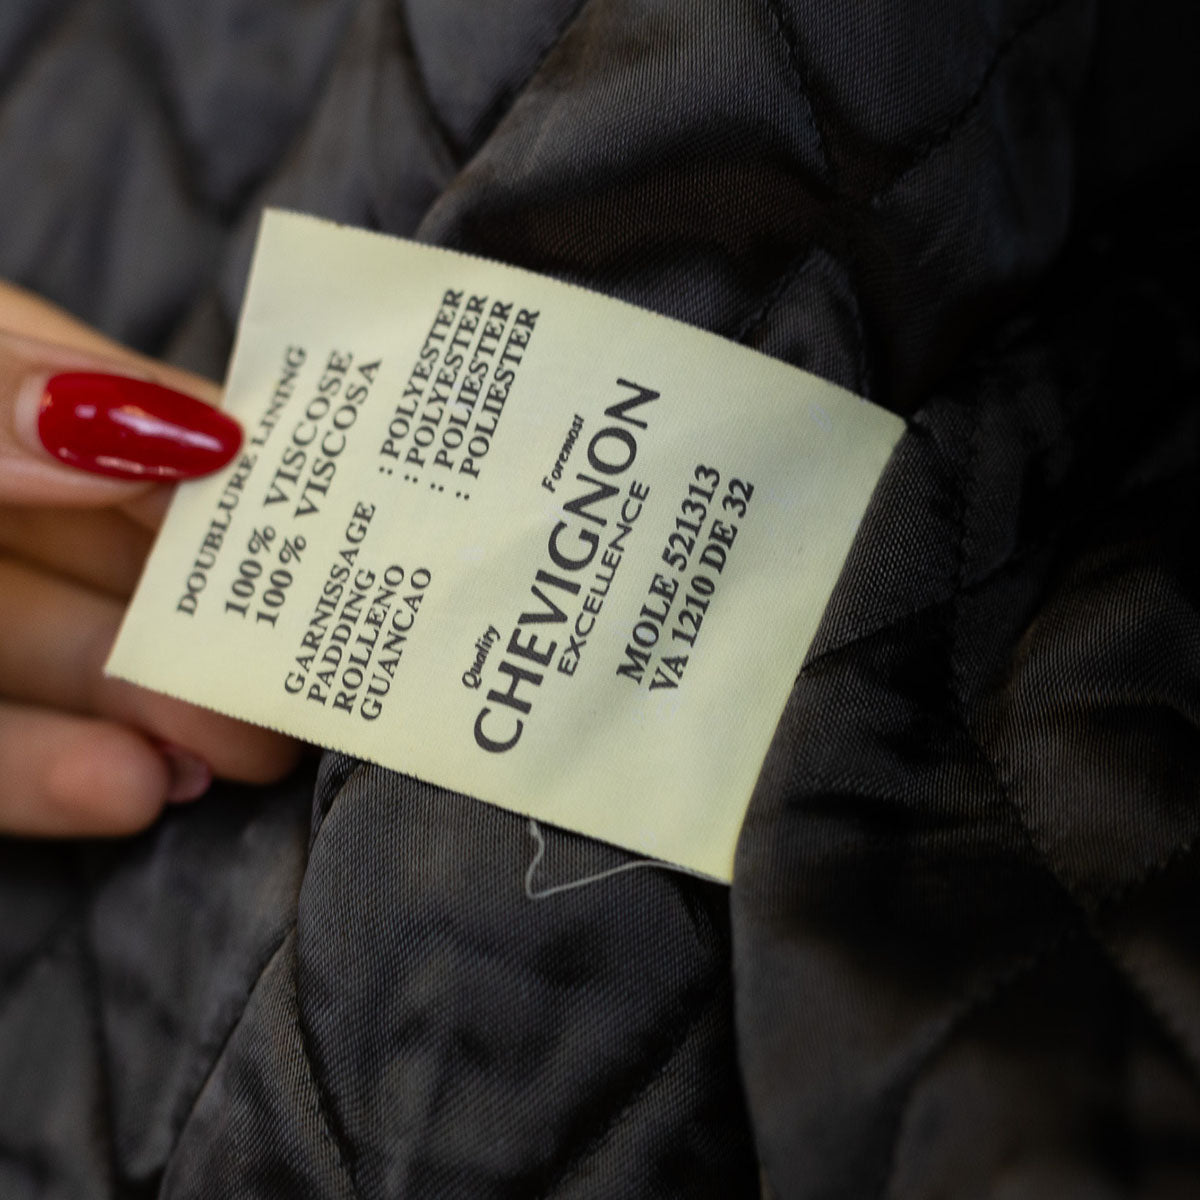 DOUBLURE LINING
100% VISCOSE
100% VISCOSA
GARNISSAGE : POLYESTER
PADDING : POLYESTER
ROLLENO : POLIESTER
GUANCAO : POLIESTER
Quality Foremost
CHEVIGNON
EXCELLENCE
MOLE 521313
VA 1210 DE 32